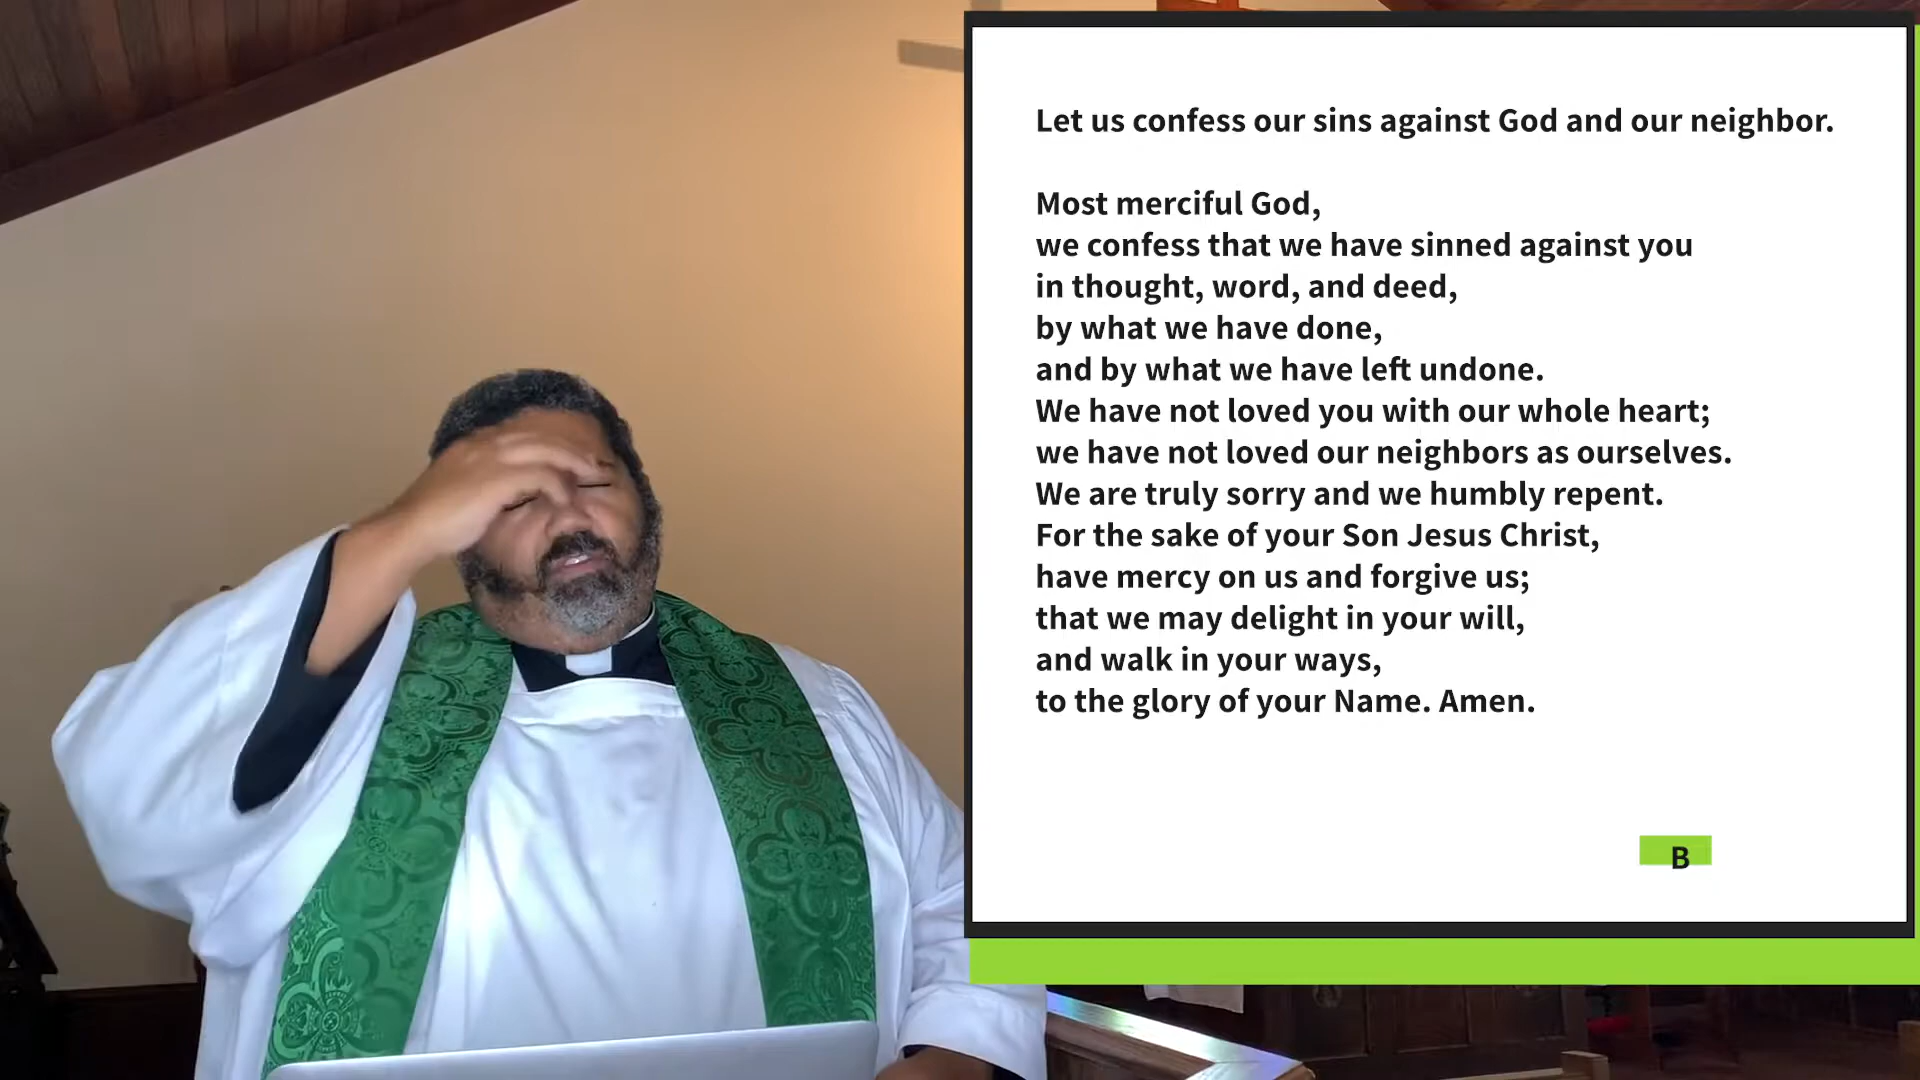 Let us confess our sins against God and our neighbor.
Most merciful God,
we confess that we have sinned against you
in thought, word, and deed,
by what we have done,
and by what we have left undone.
We have not loved you with our whole heart;
we have not loved our neighbors as ourselves.
We are truly sorry and we humbly repent.
For the sake of your Son Jesus Christ,
have mercy on us and forgive us;
that we may delight in your will,
and walk in your ways,
to the glory of your Name. Amen.
B